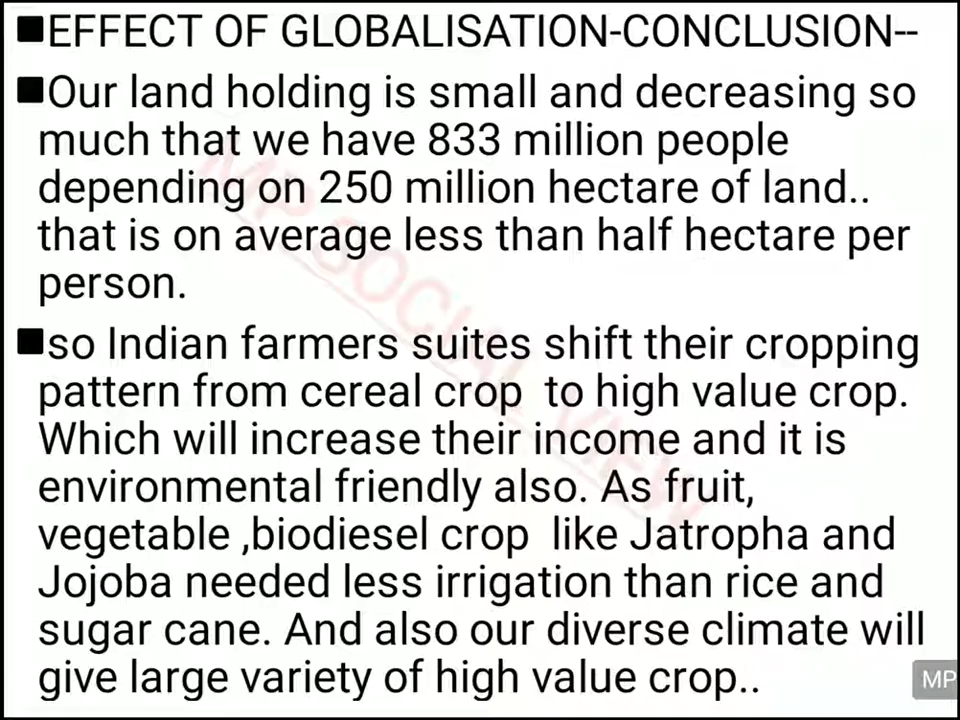 ■EFFECT OF GLOBALISATION-CONCLUSION--
■Our land holding is small and decreasing so
much that we have 833 million people
depending on 250 million hectare of land..
that is on average less than half hectare per
person.
■so Indian farmers suites shift their cropping
pattern from cereal crop  to high value crop.
Which will increase their income and it is
environmental friendly also. As fruit,
vegetable ,biodiesel crop  like Jatropha and
Jojoba needed less irrigation than rice and
sugar cane. And also our diverse climate will
give large variety of high value crop..
MP SOCIAL VIEW
MP